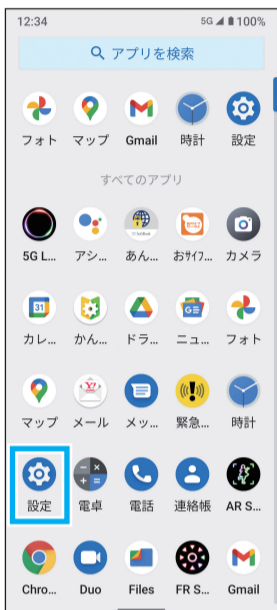 12:34 5G 100%
アプリを検索
フォト マップ Gmail 時計 設定
すべてのアプリ
5G L... アシ... あん... おサイフ... カメラ
31 GE
カレ... かん... ドラ... ニュ... フォト
Y!
マップ メール メッ... 緊急... 時計
設定 電卓 電話 連絡帳 AR S...
Chro... Duo Files FR S... Gmail